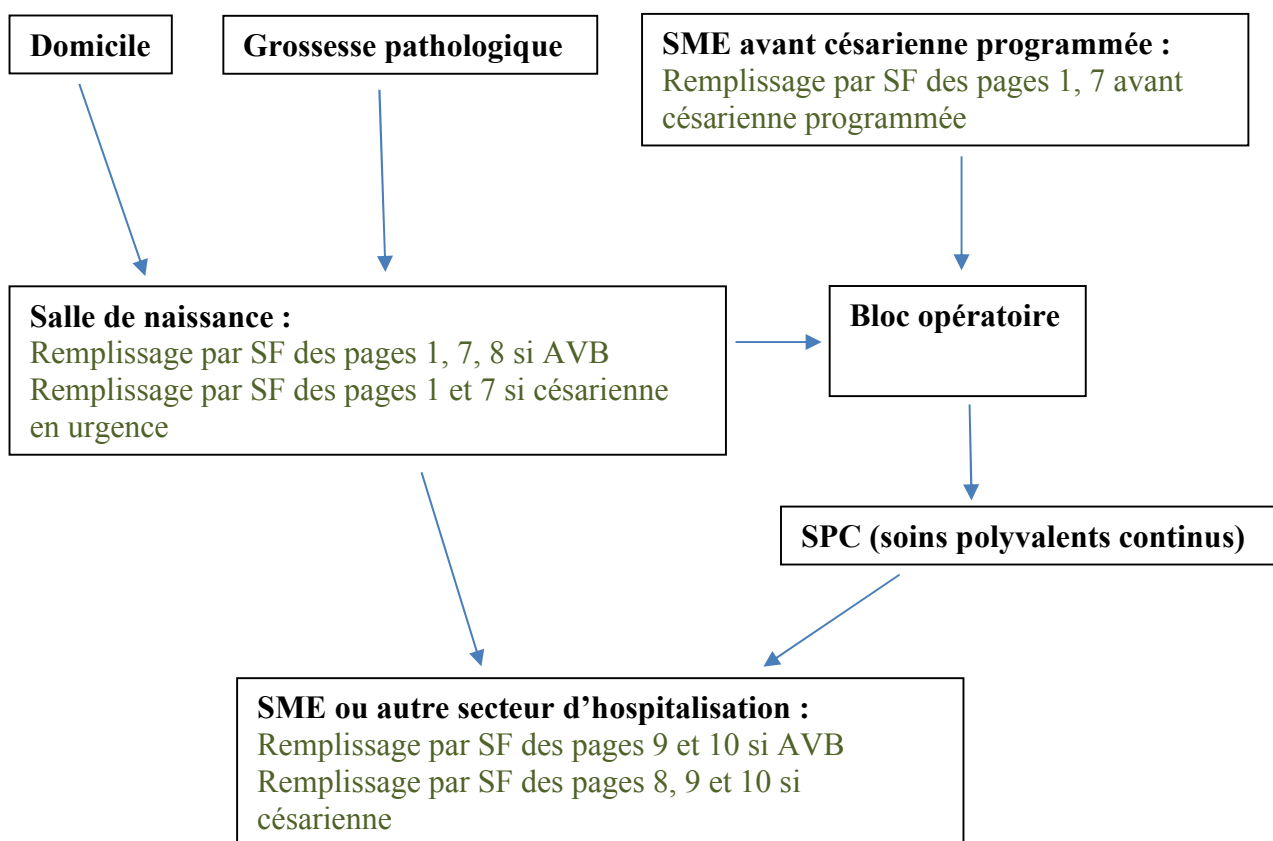 Domicile
Grossesse pathologique
SME avant césarienne programmée :
Remplissage par SF des pages 1, 7 avant
césarienne programmée
Salle de naissance :
Remplissage par SF des pages 1, 7, 8 si AVB
Remplissage par SF des pages 1 et 7 si césarienne
en urgence
Bloc opératoire
SPC (soins polyvalents continus)
SME ou autre secteur d’hospitalisation :
Remplissage par SF des pages 9 et 10 si AVB
Remplissage par SF des pages 8, 9 et 10 si
césarienne